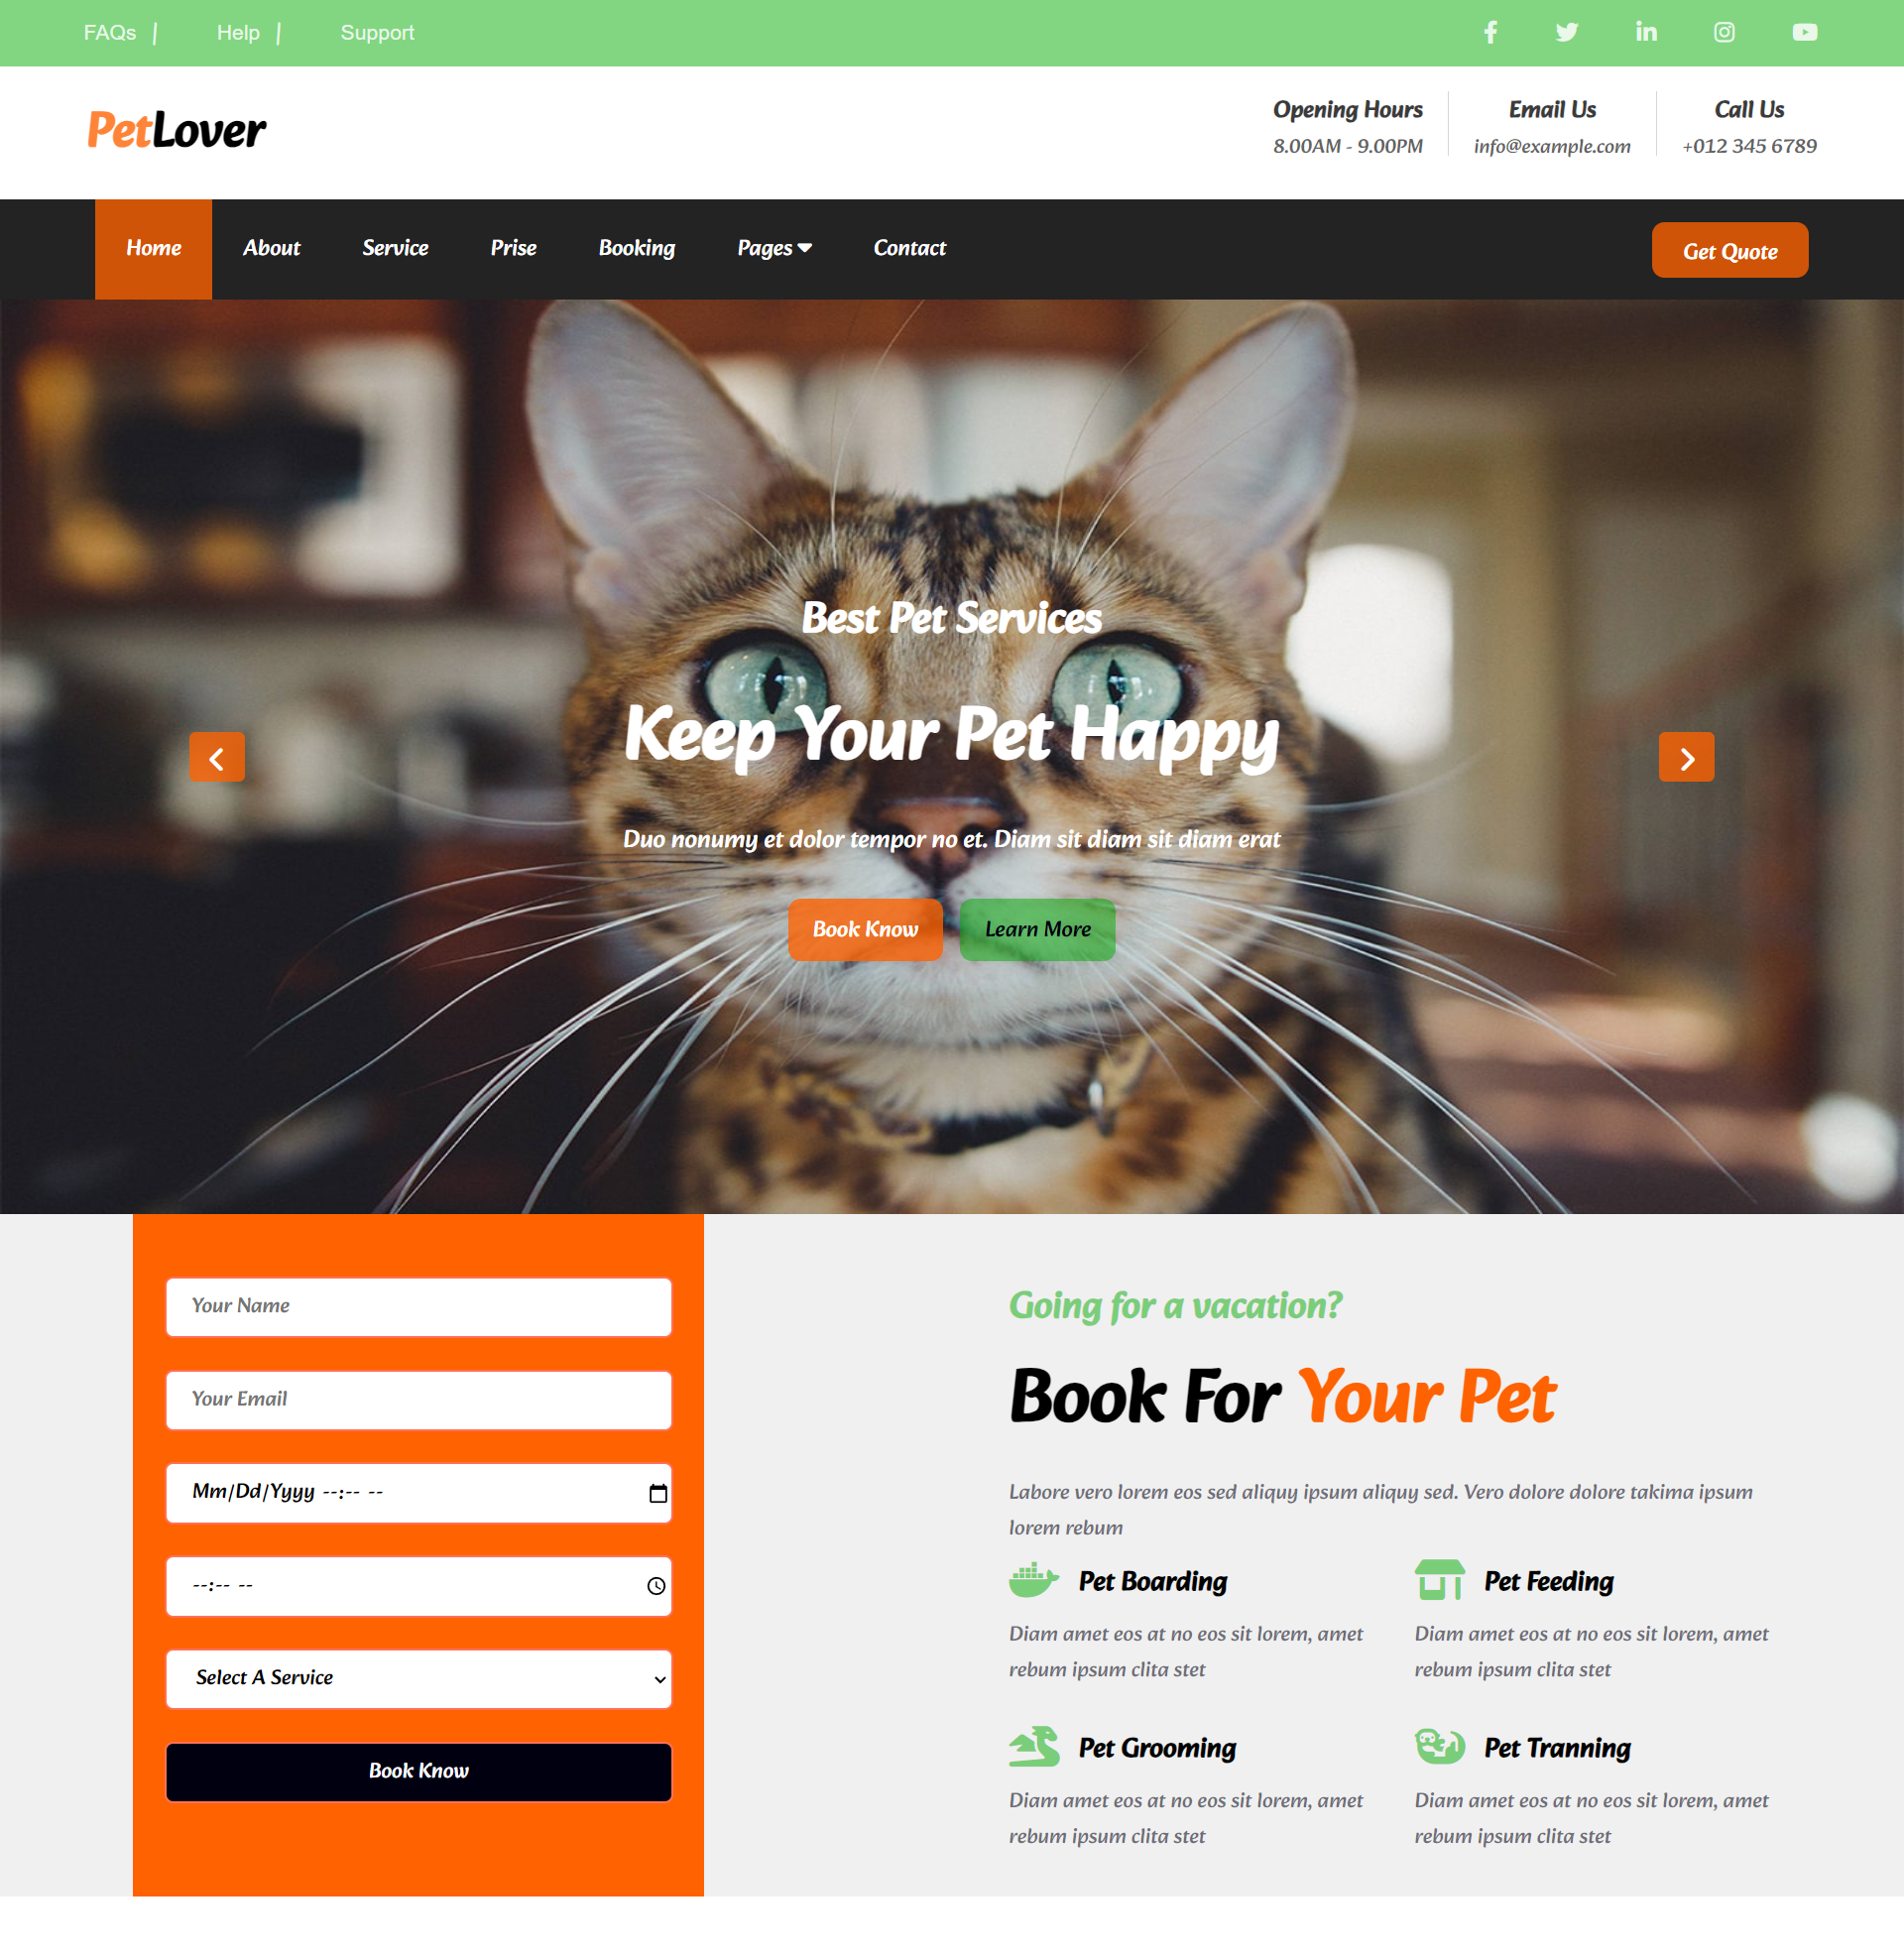 FAQs | Help | Support
PetLover
Opening Hours
8.00AM - 9.00PM
Email Us
info@example.com
Call Us
+012 345 6789
Home About Service Prise Booking Pages Contact
Get Quote
Best Pet Services
Keep Your Pet Happy
Duo nonumy et dolor tempor no et. Diam sit diam sit diam erat
Book Know
Learn More
Your Name
Your Email
Mm/Dd/Yyyy --:-- --
--:-- --
Select A Service
Book Know
Going for a vacation?
Book For Your Pet
Labore vero lorem eos sed aliquy ipsum aliquy sed. Vero dolore dolore takima ipsum
lorem rebum
Pet Boarding
Diam amet eos at no eos sit lorem, amet
rebum ipsum clita stet
Pet Feeding
Diam amet eos at no eos sit lorem, amet
rebum ipsum clita stet
Pet Grooming
Diam amet eos at no eos sit lorem, amet
rebum ipsum clita stet
Pet Tranning
Diam amet eos at no eos sit lorem, amet
rebum ipsum clita stet